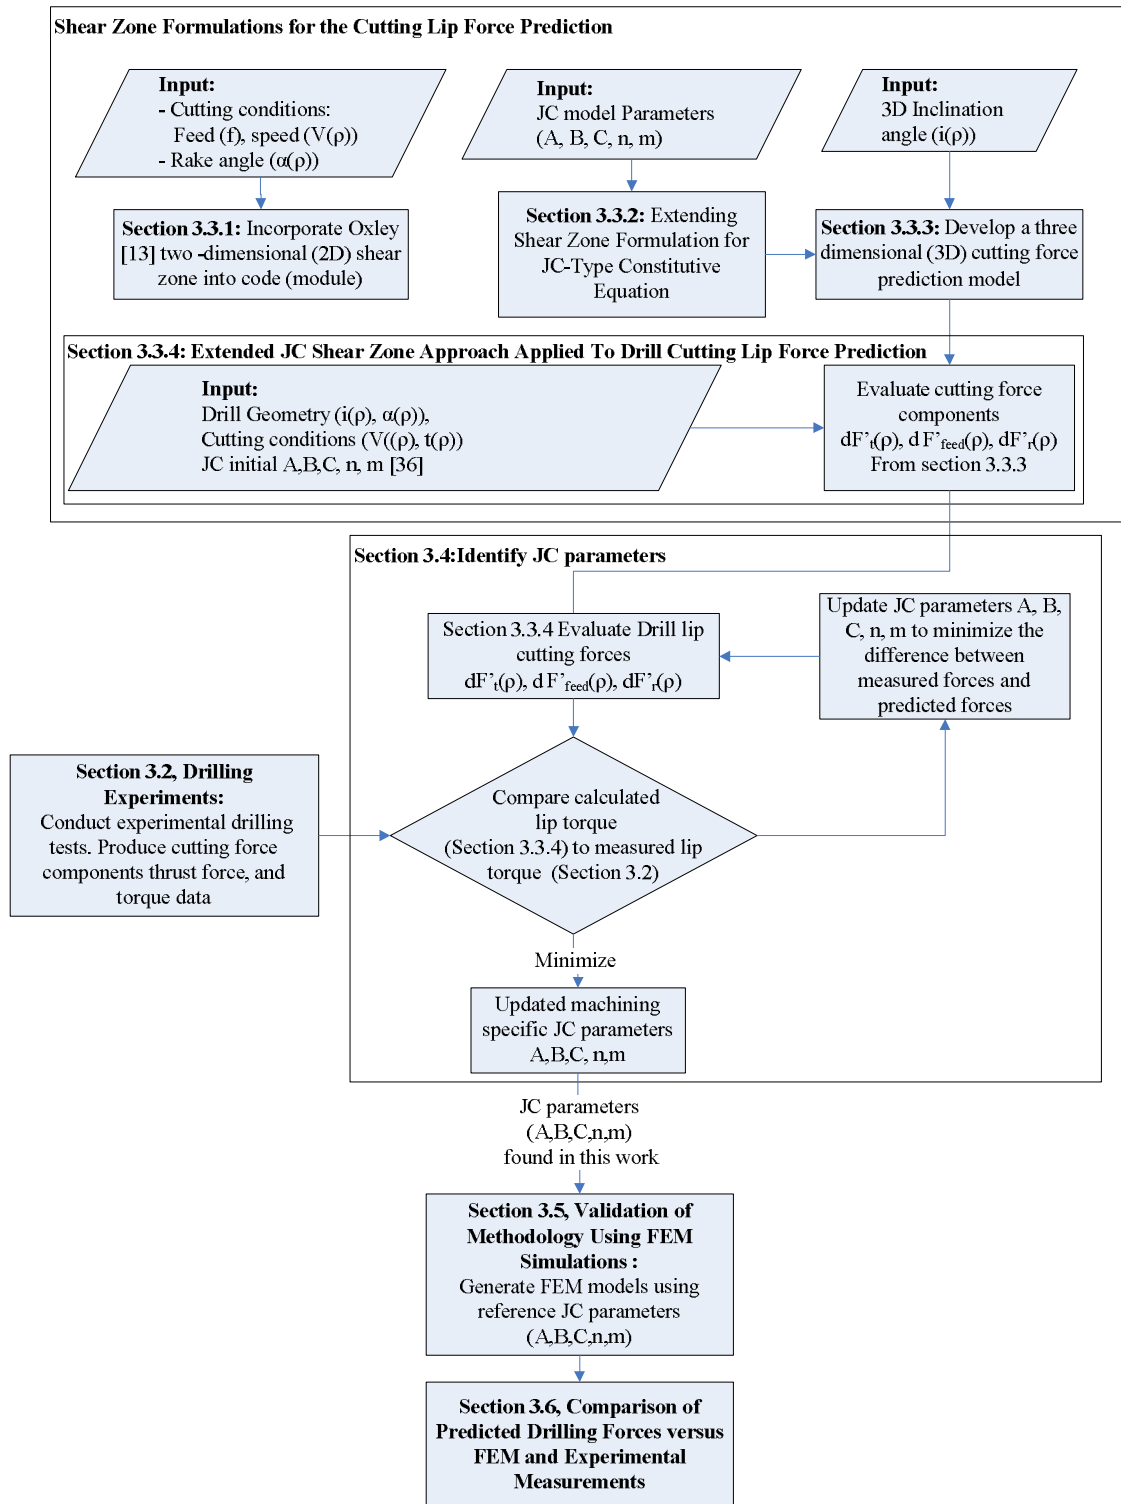 Shear Zone Formulations for the Cutting Lip Force Prediction
Input:
- Cutting conditions:
Feed (f), speed (V(ρ))
- Rake angle (α(ρ))
Input:
JC model Parameters
(A, B, C, n, m)
Input:
3D Inclination
angle (i(ρ))
Section 3.3.1: Incorporate Oxley
[13] two -dimensional (2D) shear
zone into code (module)
Section 3.3.2: Extending
Shear Zone Formulation for
JC-Type Constitutive
Equation
Section 3.3.3: Develop a three
dimensional (3D) cutting force
prediction model
Section 3.3.4: Extended JC Shear Zone Approach Applied To Drill Cutting Lip Force Prediction
Input:
Drill Geometry (i(ρ), α(ρ)),
Cutting conditions (V((ρ), t(ρ))
JC initial A,B,C, n, m [36]
Evaluate cutting force
components
dF’t(ρ), d F’feed(ρ), dF’r(ρ)
From section 3.3.3
Section 3.4:Identify JC parameters
Section 3.3.4 Evaluate Drill lip
cutting forces
dF’t(ρ), d F’feed(ρ), dF’r(ρ)
Update JC parameters A, B,
C, n, m to minimize the
difference between
measured forces and
predicted forces
Section 3.2, Drilling
Experiments:
Conduct experimental drilling
tests. Produce cutting force
components thrust force, and
torque data
Compare calculated
lip torque
(Section 3.3.4) to measured lip
torque (Section 3.2)
Minimize
Updated machining
specific JC parameters
A,B,C, n,m
JC parameters
(A,B,C,n,m)
found in this work
Section 3.5, Validation of
Methodology Using FEM
Simulations :
Generate FEM models using
reference JC parameters
(A,B,C,n,m)
Section 3.6, Comparison of
Predicted Drilling Forces versus
FEM and Experimental
Measurements